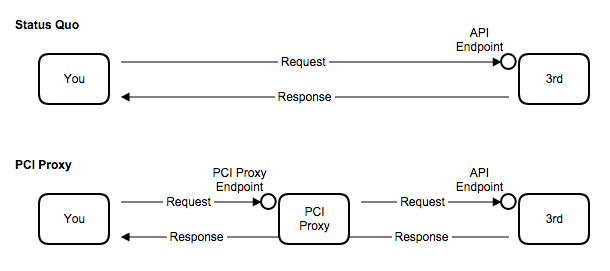 Status Quo
API
Endpoint
You
Request
3rd
Response
PCI Proxy
PCI Proxy
Endpoint
API
Endpoint
You
Request
PCI
Proxy
Request
3rd
Response
Response